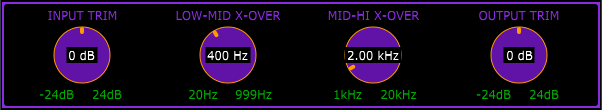 INPUT TRIM LOW-MID X-OVER MID-HI X-OVER OUTPUT TRIM
0 dB 400 Hz 2.00 kHz 0 dB
-24dB 24dB 20Hz 999Hz 1kHz 20kHz -24dB 24dB